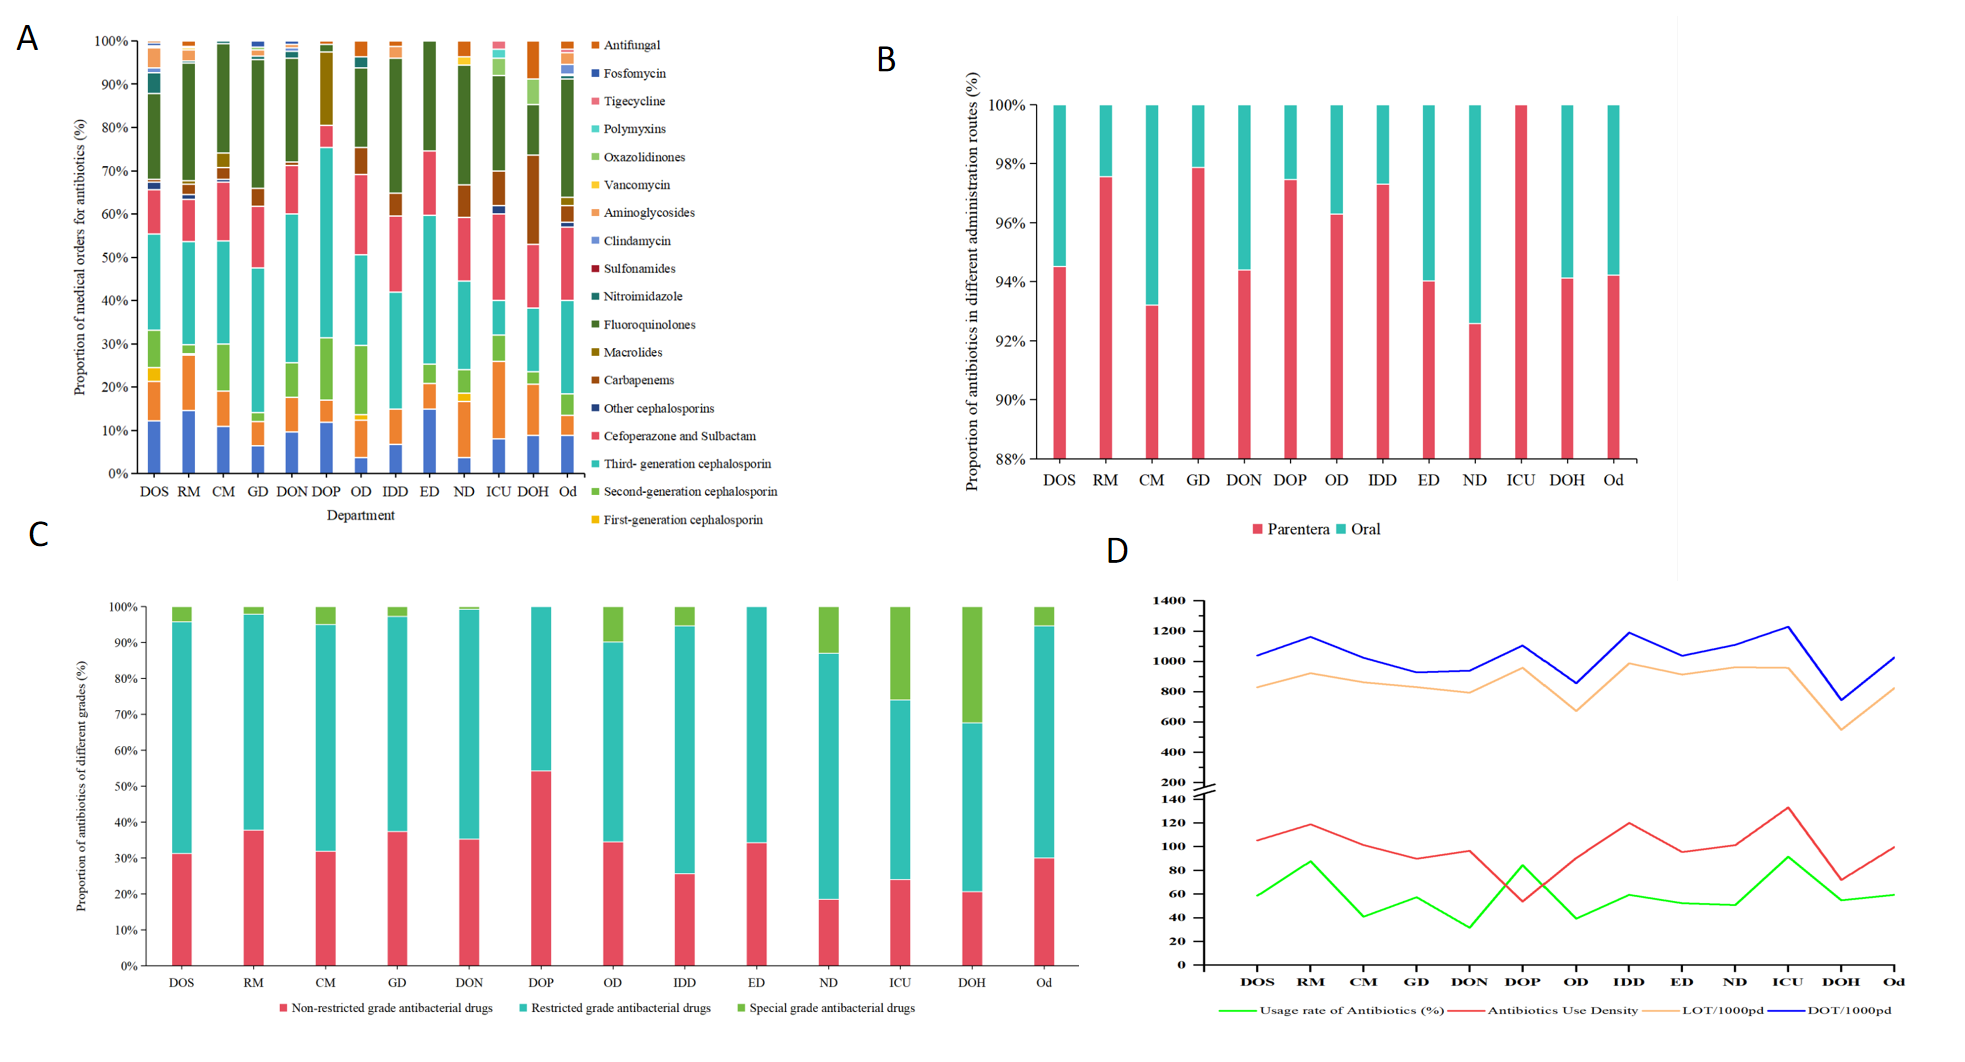 A
Proportion of medical orders for antibiotics (%)
100%
90%
80%
70%
60%
50%
40%
30%
20%
10%
0%
DOS RM CM GD DON DOP OD IDD ED ND ICU DOH Od
Department
Antifungal
Fosfomycin
Tigecycline
Polymyxins
Oxazolidinones
Vancomycin
Aminoglycosides
Clindamycin
Sulfonamides
Nitroimidazole
Fluoroquinolones
Macrolides
Carbapenems
Other cephalosporins
Cefoperazone and Sulbactam
Third- generation cephalosporin
Second-generation cephalosporin
First-generation cephalosporin
B
Proportion of antibiotics in different administration routes (%)
100%
98%
96%
94%
92%
90%
88%
DOS RM CM GD DON DOP OD IDD ED ND ICU DOH Od
Parentera Oral
C
Proportion of antibiotics of different grades (%)
100%
90%
80%
70%
60%
50%
40%
30%
20%
10%
0%
DOS RM CM GD DON DOP OD IDD ED ND ICU DOH Od
Non-restricted grade antibacterial drugs Restricted grade antibacterial drugs Special grade antibacterial drugs
D
1400
1200
1000
800
600
400
200
140
120
100
80
60
40
20
0
DOS RM CM GD DON DOP OD IDD ED ND ICU DOH Od
Usage rate of Antibiotics (%) Antibiotics Use Density LOT/1000pd DOT/1000pd